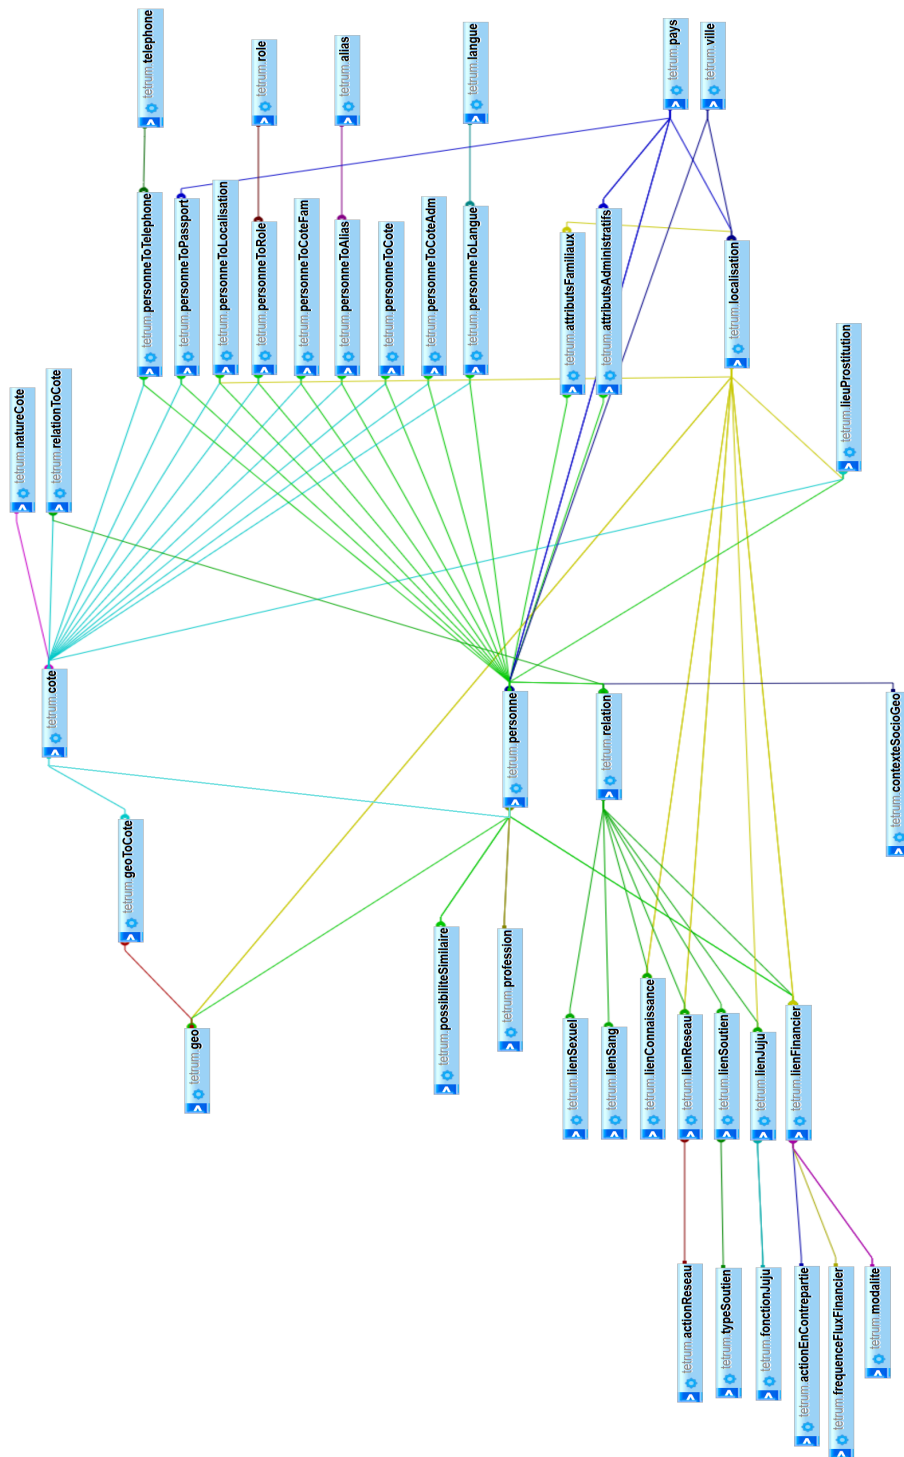 tetrum.telephone
tetrum.role
tetrum.alias
tetrum.langue
tetrum.pays
tetrum.ville
tetrum.personneToTelephone
tetrum.personneToPassport
tetrum.personneToLocalisation
tetrum.personneToRole
tetrum.personneToCoteFam
tetrum.personneToAlias
tetrum.personneToCote
tetrum.personneToCoteAdm
tetrum.personneToLangue
tetrum.attributsFamiliaux
tetrum.attributsAdministratifs
tetrum.localisation
tetrum.lieuProstitution
tetrum.natureCote
tetrum.relationToCote
tetrum.cote
tetrum.personne
tetrum.relation
tetrum.contexteSocioGeo
tetrum.geoToCote
tetrum.geo
tetrum.possibiliteSimilaire
tetrum.profession
tetrum.lienSexuel
tetrum.lienSang
tetrum.lienConnaissance
tetrum.lienReseau
tetrum.lienSoutien
tetrum.lienJuju
tetrum.lienFinancier
tetrum.actionReseau
tetrum.typeSoutien
tetrum.fonctionJuju
tetrum.actionEnContrepartie
tetrum.frequenceFluxFinancier
tetrum.modalite